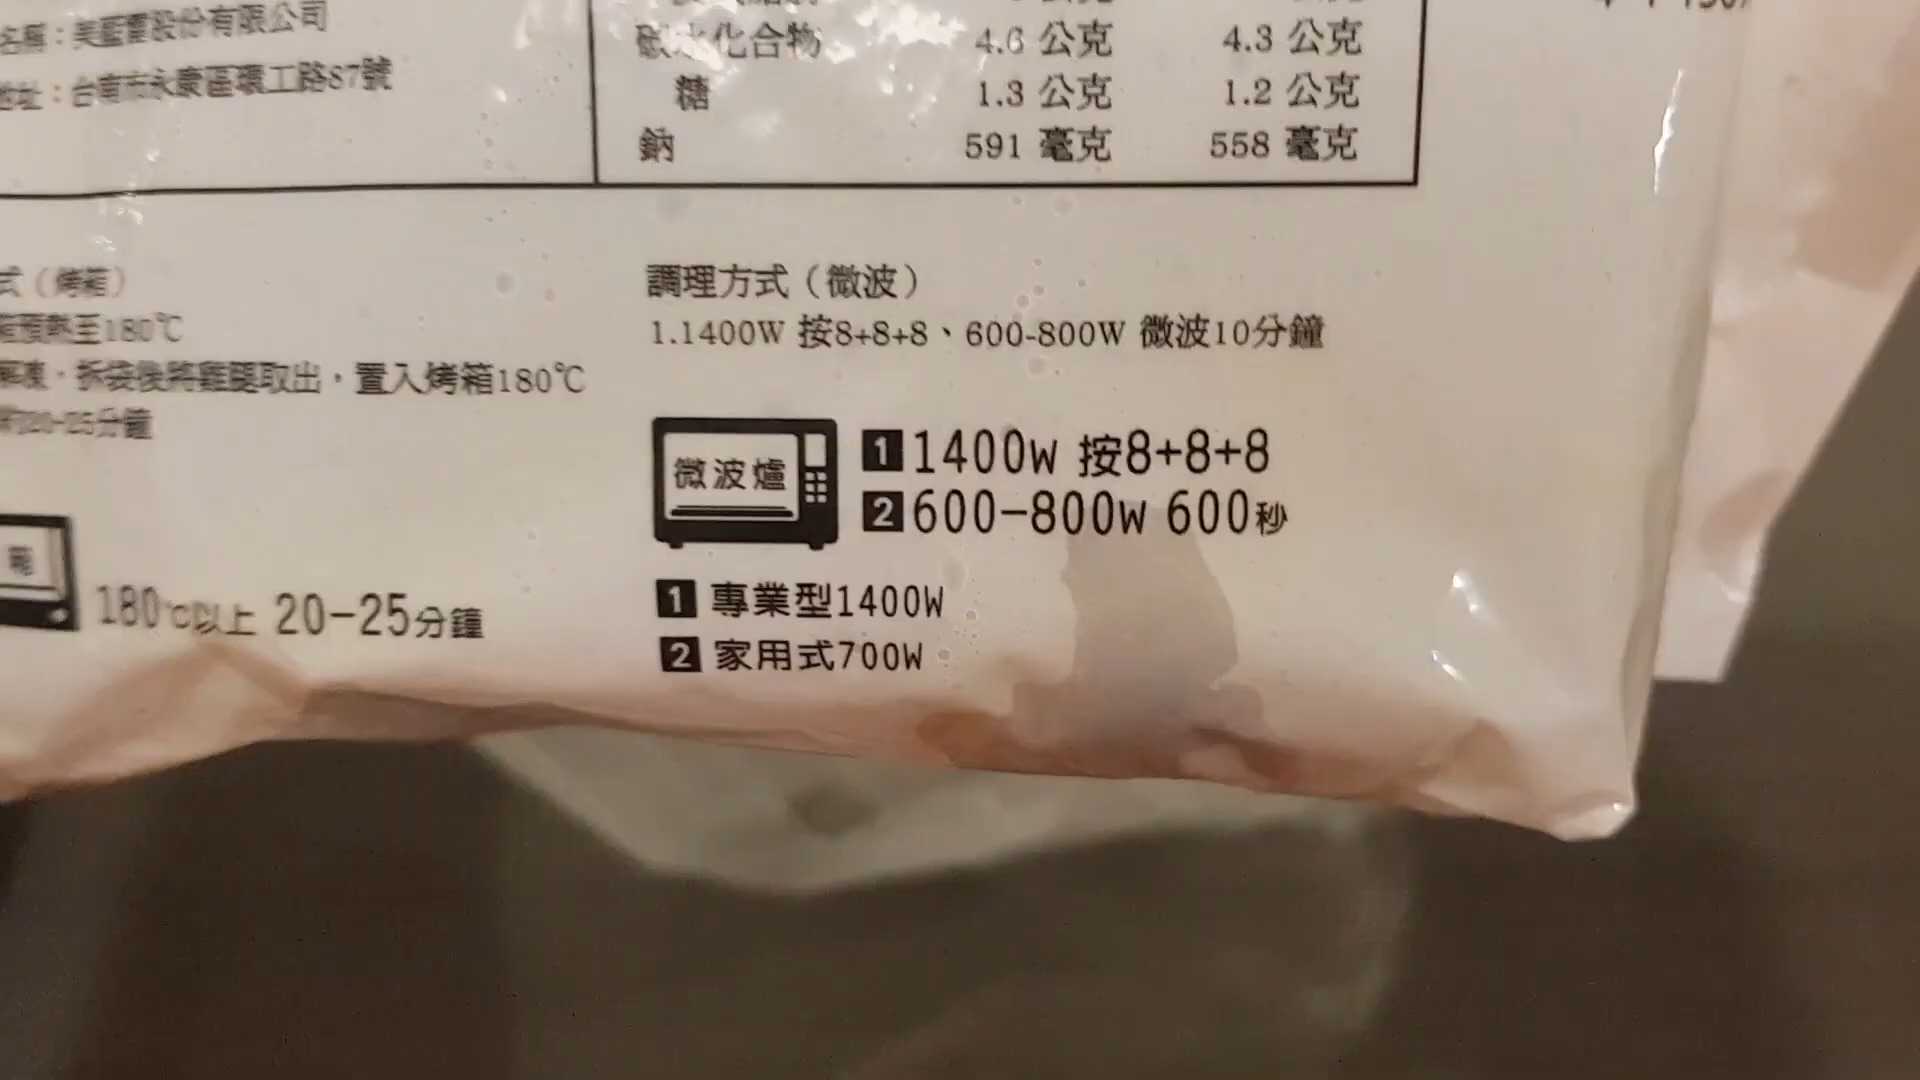 股份有限公司
地址：台南市永康區環工路87號
碳水化合物 4.6 公克 4.3 公克
糖 1.3 公克 1.2 公克
鈉 591 毫克 558 毫克
式（烤箱）
預熱至180℃
拆袋後將雞腿取出，置入烤箱180℃
20-25分鐘
箱
180℃以上 20-25分鐘
調理方式（微波）
1.1400W 按8+8+8、600-800W 微波10分鐘
微波爐
1 1400W 按8+8+8
2 600-800W 600秒
1 專業型1400W
2 家用式700W